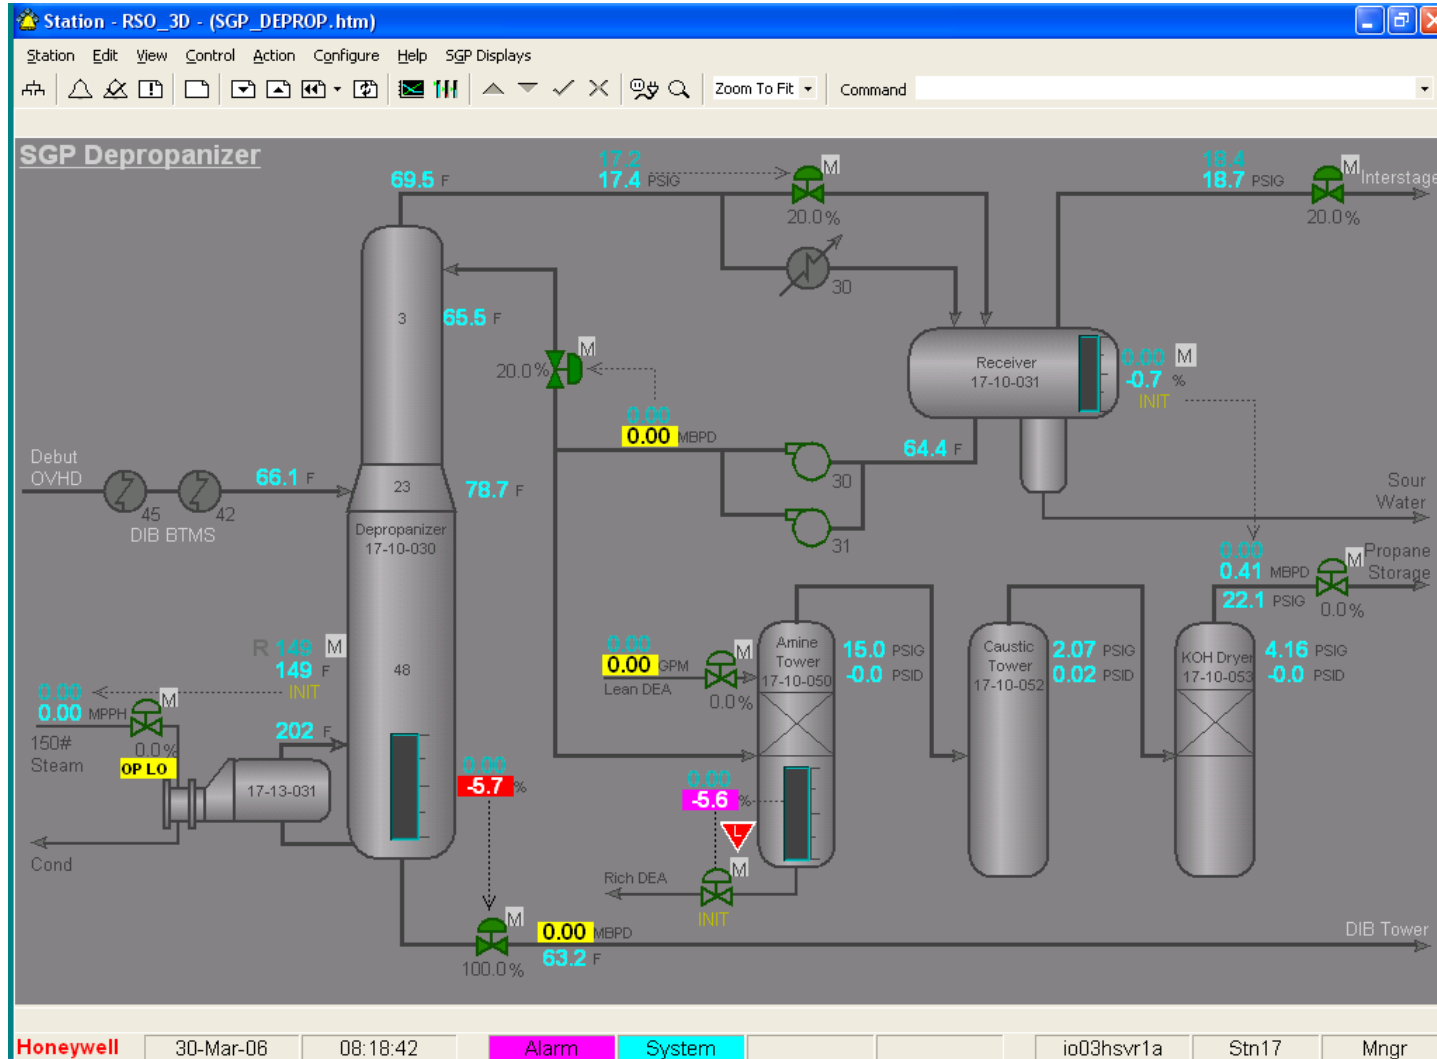 Station - RSO_3D - (SGP_DEPROP.htm)
Station Edit View Control Action Configure Help SGP Displays
Zoom To Fit Command
SGP Depropanizer
17.2
17.4 PSIG
M
20.0%
69.5 F
18.4
18.7 PSIG
M
Interstage
20.0%
30
3
65.5 F
M
20.0%
0.00
0.00 MBPD
Receiver
17-10-031
0.00 M
-0.7 %
INIT
64.4 F
30
31
Debut
OVHD
45
42
DIB BTMS
66.1 F
23
78.7 F
Depropanizer
17-10-030
Sour
Water
0.00
0.41 MBPD
22.1 PSIG
M
Propane
Storage
0.0%
R 149 M
149 F
INIT
48
0.00
0.00 MPPH
M
0.0%
150#
Steam
OP LO
202 F
17-13-031
Cond
0.00
-5.7 %
M
100.0%
0.00 MBPD
63.2 F
DIB Tower
0.00
0.00 GPM
Lean DEA
M
0.0%
Amine
Tower
17-10-050
15.0 PSIG
-0.0 PSID
Caustic
Tower
17-10-052
2.07 PSIG
0.02 PSID
KOH Dryer
17-10-053
4.16 PSIG
-0.0 PSID
0.00
-5.6 %
L
M
Rich DEA
INIT
Honeywell 30-Mar-06 08:18:42 Alarm System io03hsvr1a Stn17 Mngr